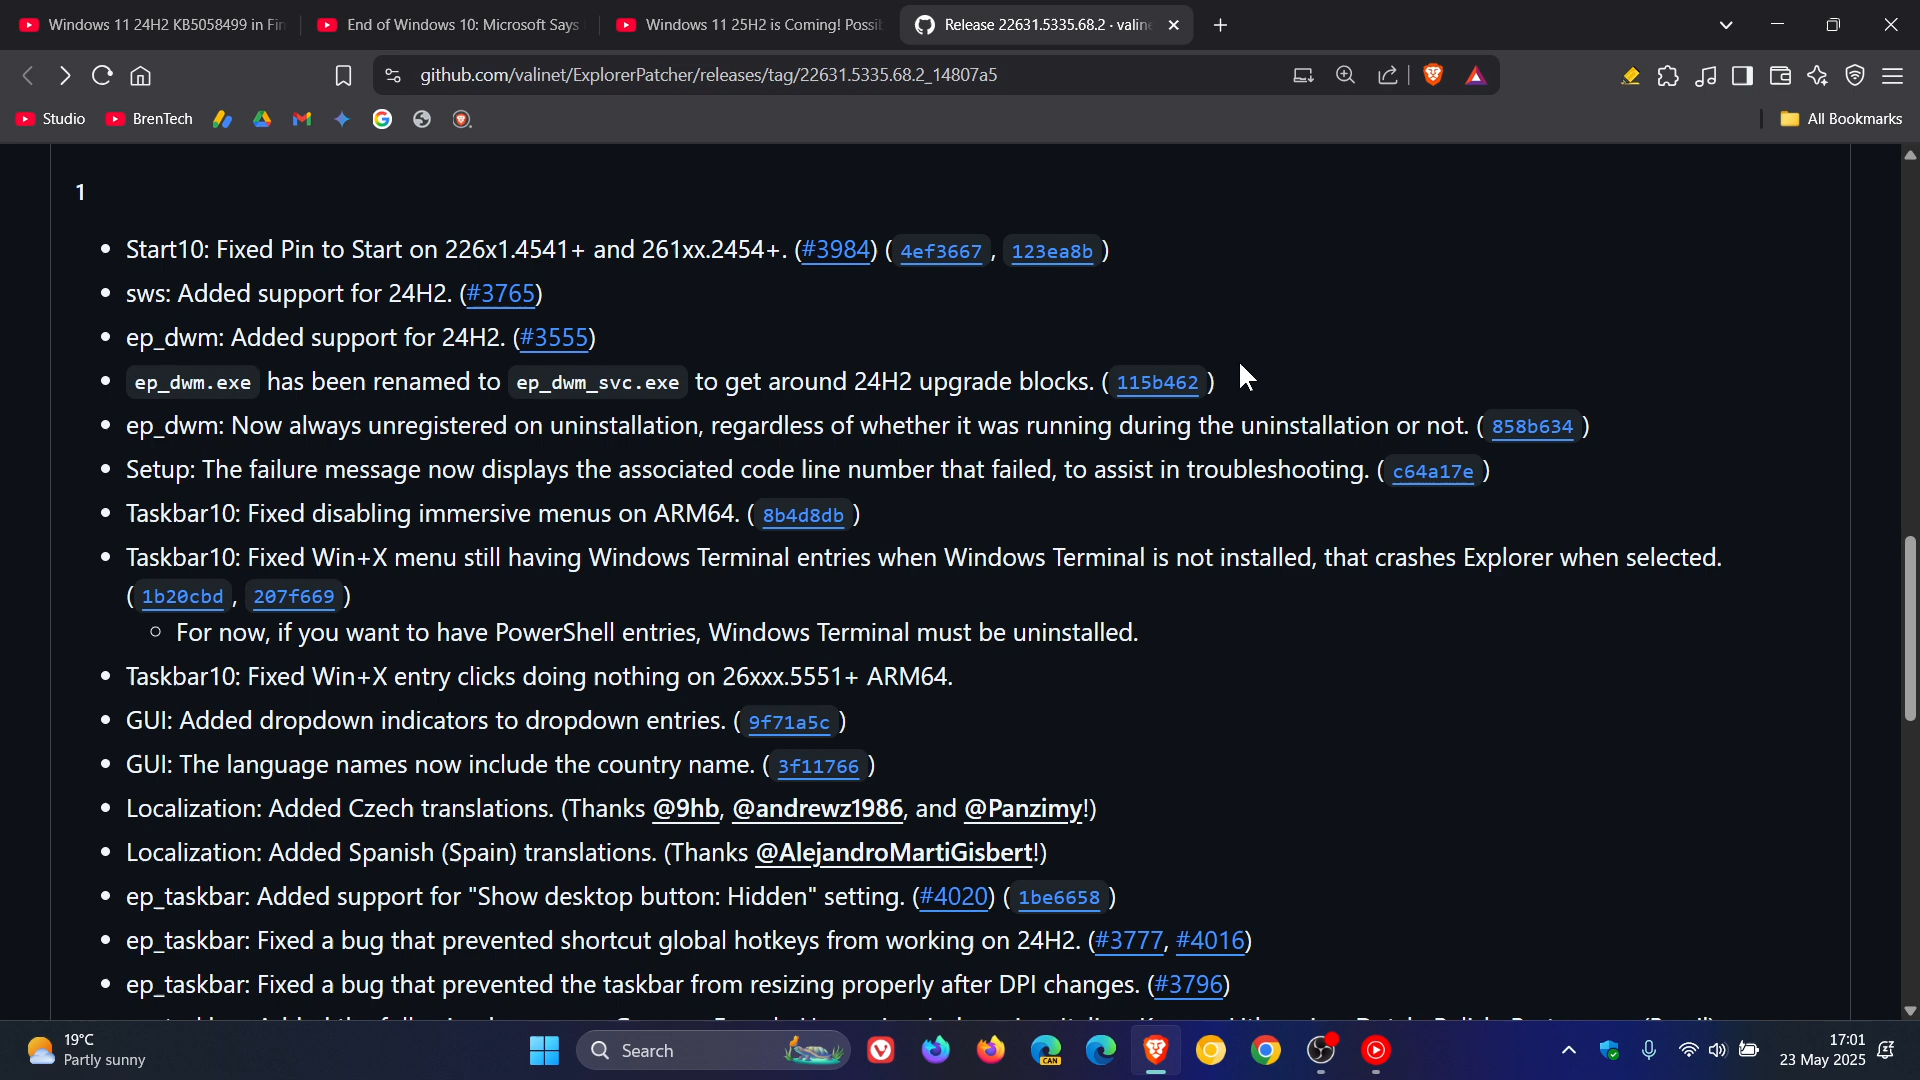 Windows 11 24H2 KB5058499 in Fi
End of Windows 10: Microsoft Says
Windows 11 25H2 is Coming! Possi
Release 22631.5335.68.2 · valin
github.com/valinet/ExplorerPatcher/releases/tag/22631.5335.68.2_14807a5
Studio
BrenTech
All Bookmarks
1
• Start10: Fixed Pin to Start on 226x1.4541+ and 261xx.2454+. (#3984) ( 4ef3667 , 123ea8b )
• sws: Added support for 24H2. (#3765)
• ep_dwm: Added support for 24H2. (#3555)
• ep_dwm.exe has been renamed to ep_dwm_svc.exe to get around 24H2 upgrade blocks. ( 115b462 )
• ep_dwm: Now always unregistered on uninstallation, regardless of whether it was running during the uninstallation or not. ( 858b634 )
• Setup: The failure message now displays the associated code line number that failed, to assist in troubleshooting. ( c64a17e )
• Taskbar10: Fixed disabling immersive menus on ARM64. ( 8b4d8db )
• Taskbar10: Fixed Win+X menu still having Windows Terminal entries when Windows Terminal is not installed, that crashes Explorer when selected.
( 1b20cbd , 207f669 )
◦ For now, if you want to have PowerShell entries, Windows Terminal must be uninstalled.
• Taskbar10: Fixed Win+X entry clicks doing nothing on 26xxx.5551+ ARM64.
• GUI: Added dropdown indicators to dropdown entries. ( 9f71a5c )
• GUI: The language names now include the country name. ( 3f11766 )
• Localization: Added Czech translations. (Thanks @9hb, @andrewz1986, and @Panzimy!)
• Localization: Added Spanish (Spain) translations. (Thanks @AlejandroMartiGisbert!)
• ep_taskbar: Added support for "Show desktop button: Hidden" setting. (#4020) ( 1be6658 )
• ep_taskbar: Fixed a bug that prevented shortcut global hotkeys from working on 24H2. (#3777, #4016)
• ep_taskbar: Fixed a bug that prevented the taskbar from resizing properly after DPI changes. (#3796)
19°C
Partly sunny
Search
CAN
17:01
23 May 2025